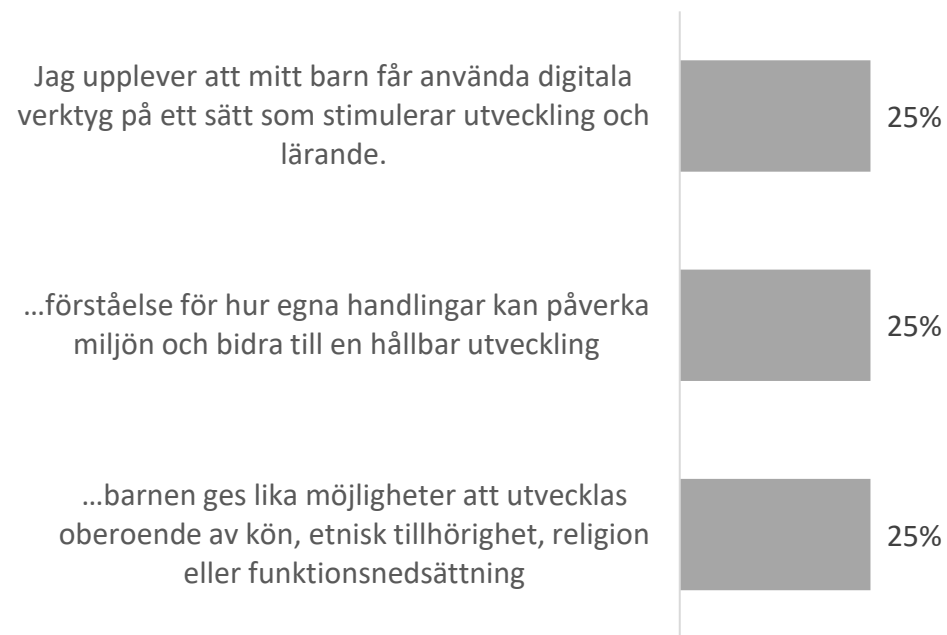 Jag upplever att mitt barn får använda digitala
verktyg på ett sätt som stimulerar utveckling och
lärande.
25%
...förståelse för hur egna handlingar kan påverka
miljön och bidra till en hållbar utveckling
25%
...barnen ges lika möjligheter att utvecklas
oberoende av kön, etnisk tillhörighet, religion
eller funktionsnedsättning
25%